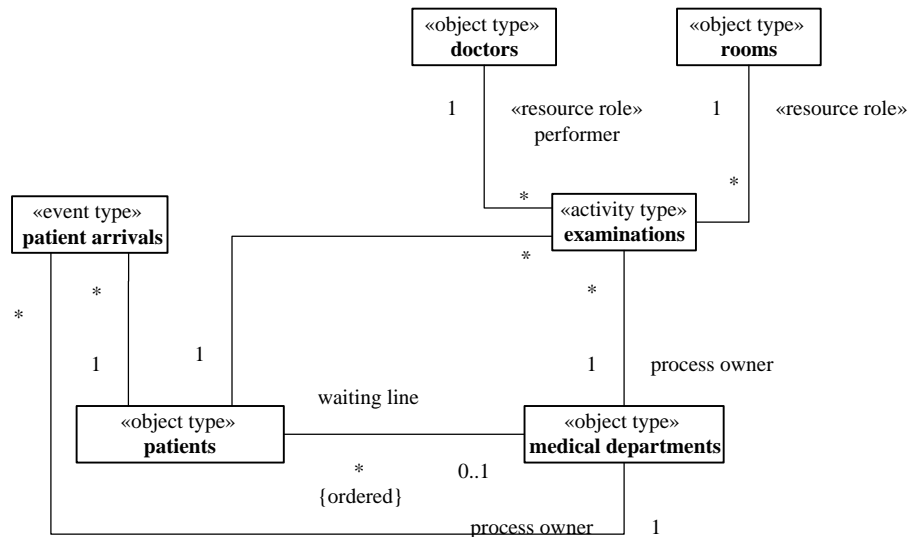 «object type»
doctors
«object type»
rooms
1
«resource role»
performer
1
«resource role»
*
*
«event type»
patient arrivals
«activity type»
examinations
*
*
*
*
1
1
1
process owner
waiting line
«object type»
patients
«object type»
medical departments
*
{ordered}
0..1
process owner
1